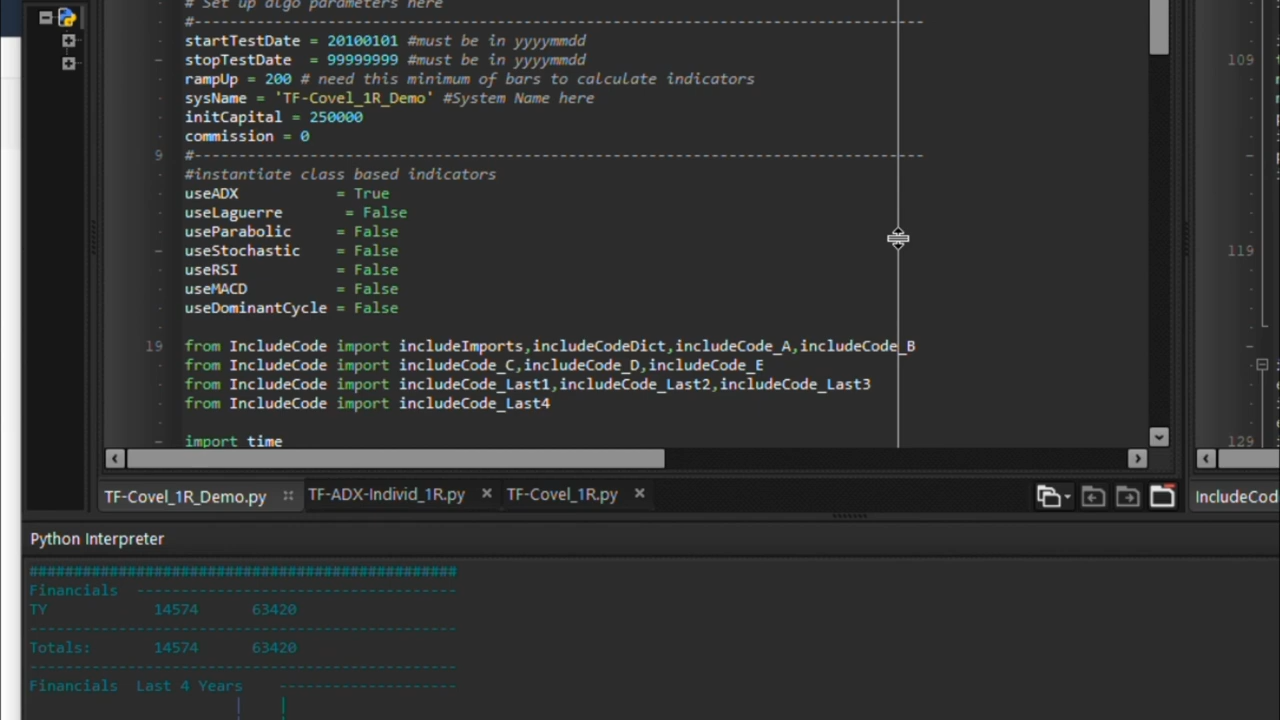 # Set up algo parameters here
#----------------------------------------------------------------------------------
startTestDate = 20100101 #must be in yyyymmdd
stopTestDate  = 99999999 #must be in yyyymmdd
rampUp = 200 # need this minimum of bars to calculate indicators
sysName = 'TF-Covel_1R_Demo' #System Name here
initCapital = 250000
commission = 0
9 #----------------------------------------------------------------------------------
#instantiate class based indicators
useADX           = True
useLaguerre       = False
useParabolic     = False
useStochastic    = False
useRSI           = False
useMACD          = False
useDominantCycle = False
19 from IncludeCode import includeImports,includeCodeDict,includeCode_A,includeCode_B
from IncludeCode import includeCode_C,includeCode_D,includeCode_E
from IncludeCode import includeCode_Last1,includeCode_Last2,includeCode_Last3
from IncludeCode import includeCode_Last4
import time
109
119
129
TF-Covel_1R_Demo.py TF-ADX-Individ_1R.py TF-Covel_1R.py IncludeCod
Python Interpreter
################################################
Financials  ------------------------------------
TY            14574      63420
------------------------------------------------
Totals:       14574      63420
------------------------------------------------
Financials  Last 4 Years    --------------------